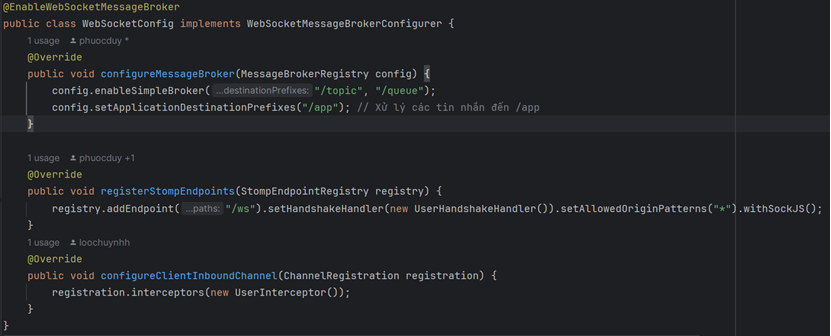 @EnableWebSocketMessageBroker
public class WebSocketConfig implements WebSocketMessageBrokerConfigurer {
1 usage phuocduy *
@Override
public void configureMessageBroker(MessageBrokerRegistry config) {
config.enableSimpleBroker( ...destinationPrefixes: "/topic", "/queue");
config.setApplicationDestinationPrefixes("/app"); // Xử lý các tin nhắn đến /app
}
1 usage phuocduy +1
@Override
public void registerStompEndpoints(StompEndpointRegistry registry) {
registry.addEndpoint( ...paths: "/ws").setHandshakeHandler(new UserHandshakeHandler()).setAllowedOriginPatterns("*").withSockJS();
}
1 usage loochuynhh
@Override
public void configureClientInboundChannel(ChannelRegistration registration) {
registration.interceptors(new UserInterceptor());
}
}